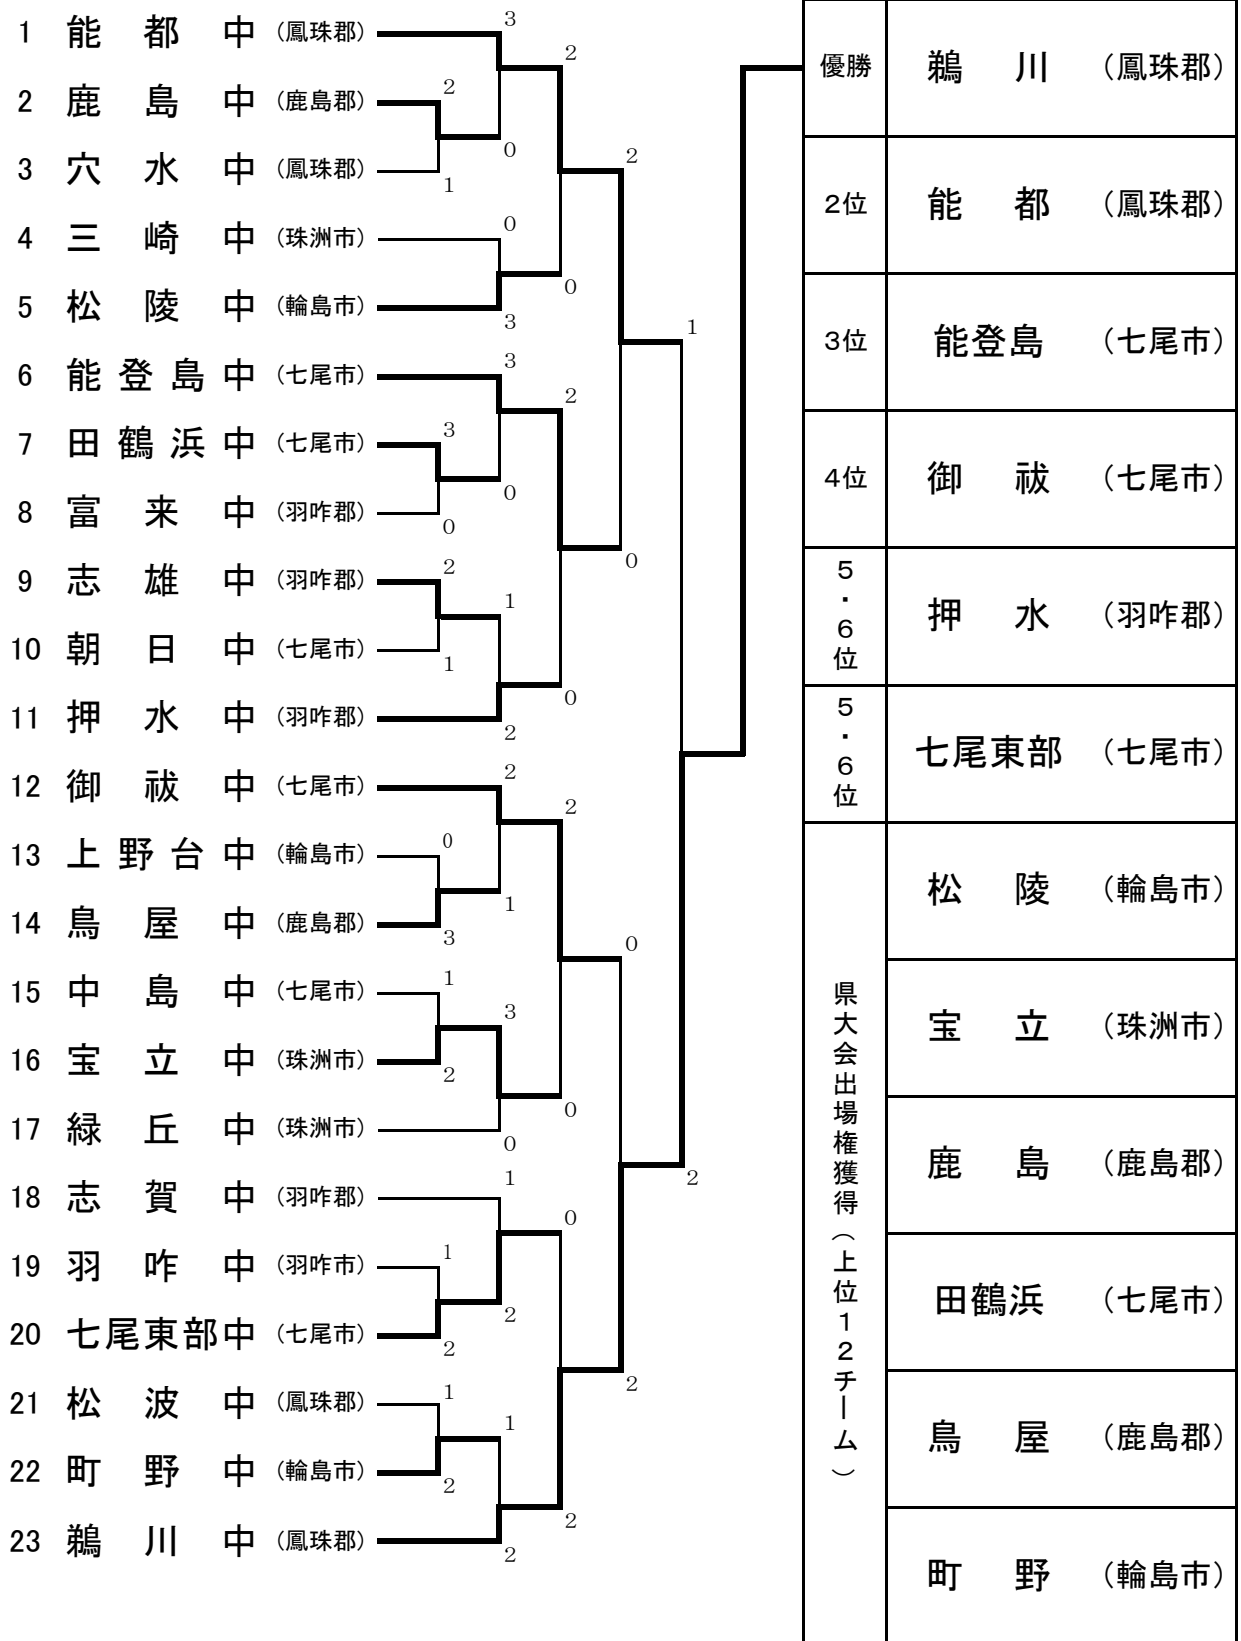 1 能都中 (鳳珠郡)
2 鹿島中 (鹿島郡)
3 穴水中 (鳳珠郡)
4 三崎中 (珠洲市)
5 松陵中 (輪島市)
6 能登島中 (七尾市)
7 田鶴浜中 (七尾市)
8 富来中 (羽咋郡)
9 志雄中 (羽咋郡)
10 朝日中 (七尾市)
11 押水中 (羽咋郡)
12 御祓中 (七尾市)
13 上野台中 (輪島市)
14 鳥屋中 (鹿島郡)
15 中島中 (七尾市)
16 宝立中 (珠洲市)
17 緑丘中 (珠洲市)
18 志賀中 (羽咋郡)
19 羽咋中 (羽咋市)
20 七尾東部中 (七尾市)
21 松波中 (鳳珠郡)
22 町野中 (輪島市)
23 鵜川中 (鳳珠郡)
2
1
3
0
2
1
0
3
1
2
1
2
1
2
3
0
0
3
3
0
1
2
2
1
3
0
1
2
1
2
2
0
2
0
2
0
0
2
2
0
0
2
1
2
優勝 鵜川 (鳳珠郡)
2位 能都 (鳳珠郡)
3位 能登島 (七尾市)
4位 御祓 (七尾市)
5・6位 押水 (羽咋郡)
5・6位 七尾東部 (七尾市)
県大会出場権獲得(上位12チーム)
松陵 (輪島市)
宝立 (珠洲市)
鹿島 (鹿島郡)
田鶴浜 (七尾市)
鳥屋 (鹿島郡)
町野 (輪島市)